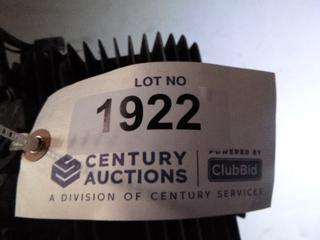 LOT NO
1922
CENTURY
AUCTIONS
POWERED BY
ClubBid
A DIVISION OF CENTURY SERVICES